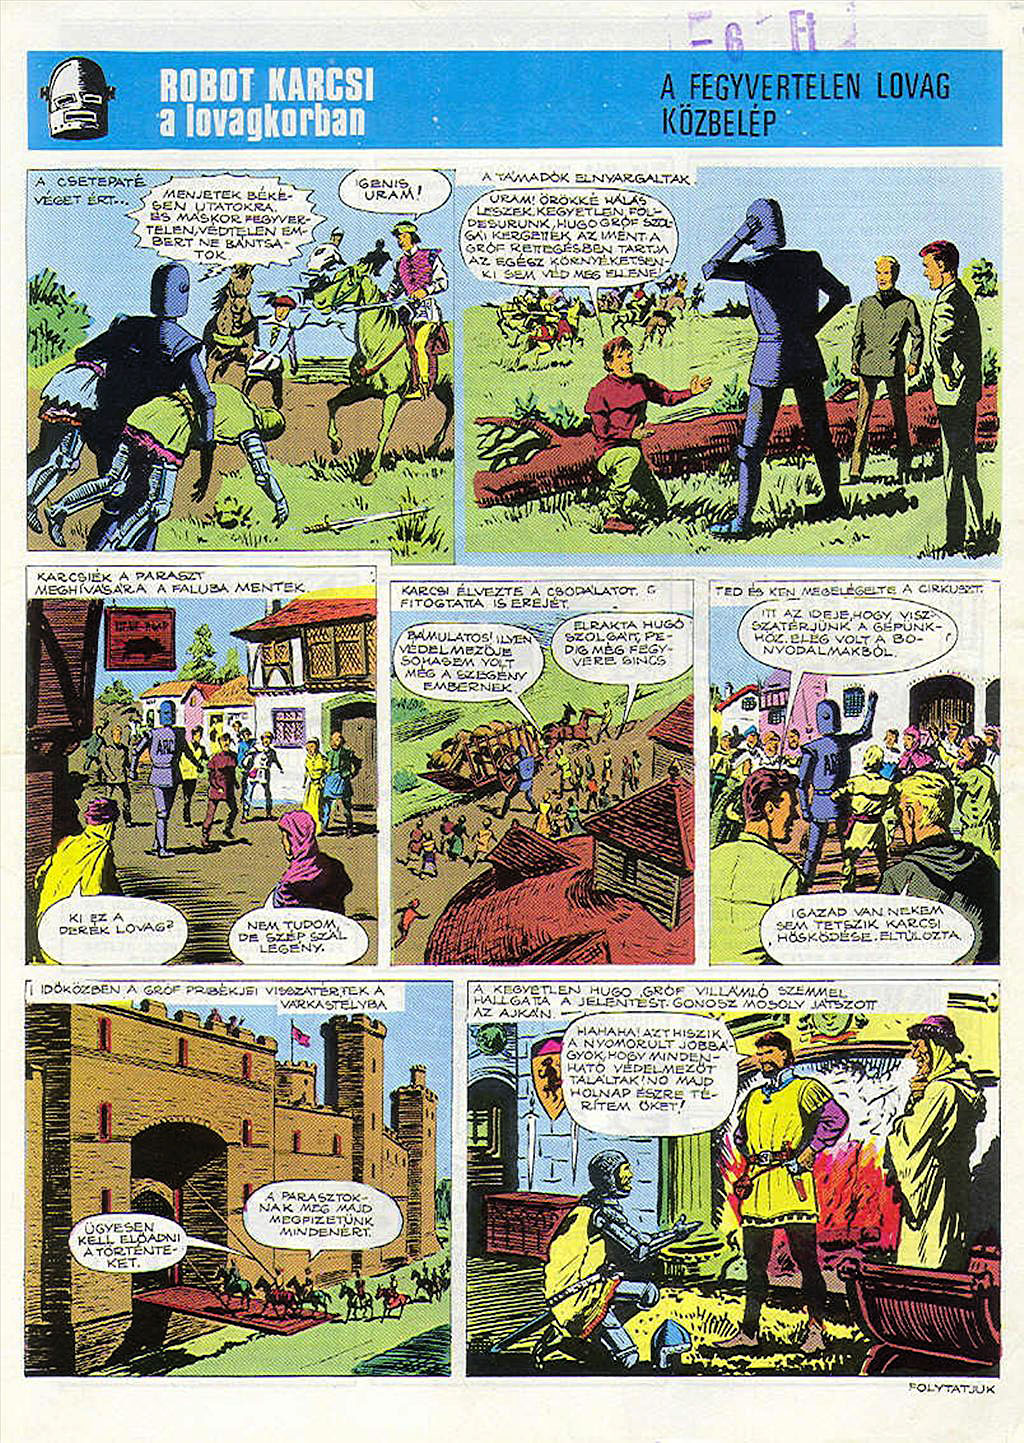 - 6 Ft
ROBOT KARCSI
a lovagkorban
A FEGYVERTELEN LOVAG
KÖZBELÉP
A CSETEPATÉ
VÉGET ÉRT...
MENJETEK BÉKÉ-
SEN UTATOKRA,
ÉS MÁSKOR FEGYVER-
TELEN, VÉDTELEN EM-
BERT NE BÁNTSA-
TOK.
IGENIS
URAM!
A TÁMADÓK ELNYARGALTAK.
URAM! ÖRÖKKÉ HÁLÁS
LESZEK. KEGYETLEN FÖL-
DESURUNK, HUGO GRÓF SZOL-
GÁI KERGETTEK AZ IMÉNT. A
GRÓF RETTEGÉSBEN TARTJA
AZ EGÉSZ KÖRNYÉKET. SEN-
KI SEM VÉD MEG ELLENE!
KARCSIÉK A PARASZT
MEGHÍVÁSÁRA A FALUBA MENTEK.
ARC
KI EZ A
DERÉK LOVAG?
NEM TUDOM,
DE SZÉP SZÁL
LEGÉNY.
KARCSI ÉLVEZTE A CSODÁLATOT. Ő
FITOGTATTA IS EREJÉT.
BÁMULATOS! ILYEN
VÉDELMEZŐJE
SOHASEM VOLT
MÉG A SZEGÉNY
EMBERNEK.
ELRAKTA HUGÓ
SZOLGÁIT, PE-
DIG MÉG FEGY-
VERE SINCS
TED ÉS KEN MEGELÉGELTE A CIRKUSZT.
ITT AZ IDEJE, HOGY VISZ-
SZATÉRJÜNK A GÉPÜNK-
HÖZ. ELÉG VOLT A BO-
NYODALMAKBÓL.
ARC
IGAZAD VAN. NEKEM
SEM TETSZIK KARCSI
HŐSKÖDÉSE. ELTÚLOZTA.
IDŐKÖZBEN A GRÓF PRIBÉKJEI VISSZATÉRTEK A
VÁRKASTÉLYBA
ÜGYESEN
KELL ELŐADNI
A TÖRTÉNTE-
KET.
A PARASZTOK-
NAK MEG MAJD
MEGFIZETÜNK
MINDENÉRT.
A KEGYETLEN HUGO GRÓF VILLÁMLÓ SZEMMEL
HALLGATTA A JELENTÉST. GONOSZ MOSOLY JÁTSZOTT
AZ AJKÁN.
HAHAHA! AZT HISZIK
A NYOMORULT JOBBÁ-
GYOK, HOGY MINDEN-
HATÓ VÉDELMEZŐT
TALÁLTAK! NO MAJD
HOLNAP ÉSZRE TÉ-
RÍTEM ŐKET!
FOLYTATJUK